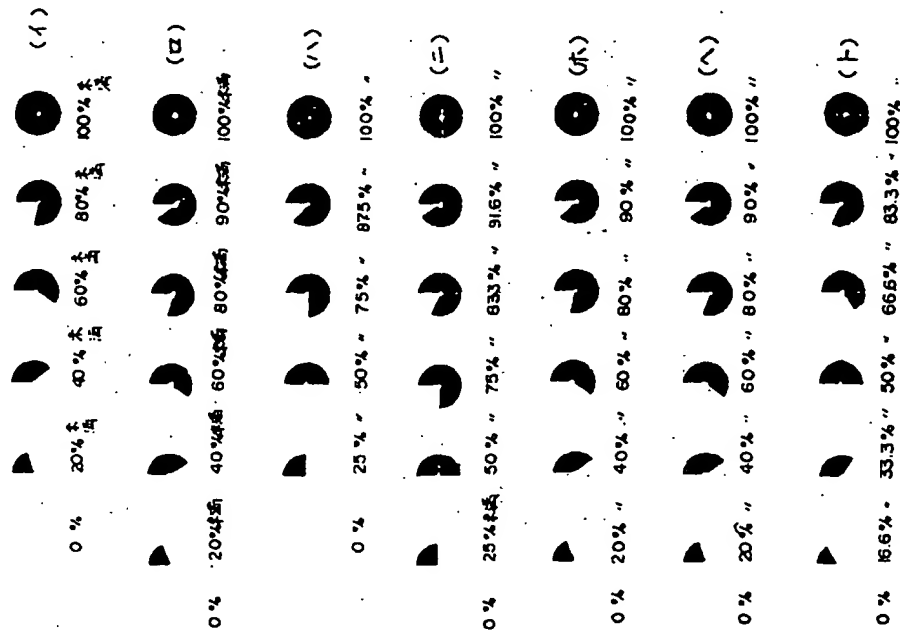 (イ)
0% 20%未満 40%未満 60%未満 80%未満 100%未満
(ロ)
0% 20%未満 40%未満 60%未満 80%未満 90%未満 100%未満
(ハ)
0% 25%〃 50%〃 75%〃 875%〃 100%〃
(ニ)
0% 25%未満 50%〃 75%〃 833%〃 91.6%〃 100%〃
(ホ)
0% 20%〃 40%〃 60%〃 80%〃 90%〃 100%〃
(ヘ)
0% 20%〃 40%〃 60%〃 80%〃 90%〃 100%〃
(ト)
0% 16.6%〃 33.3%〃 50%〃 66.6%〃 83.3%〃 100%〃